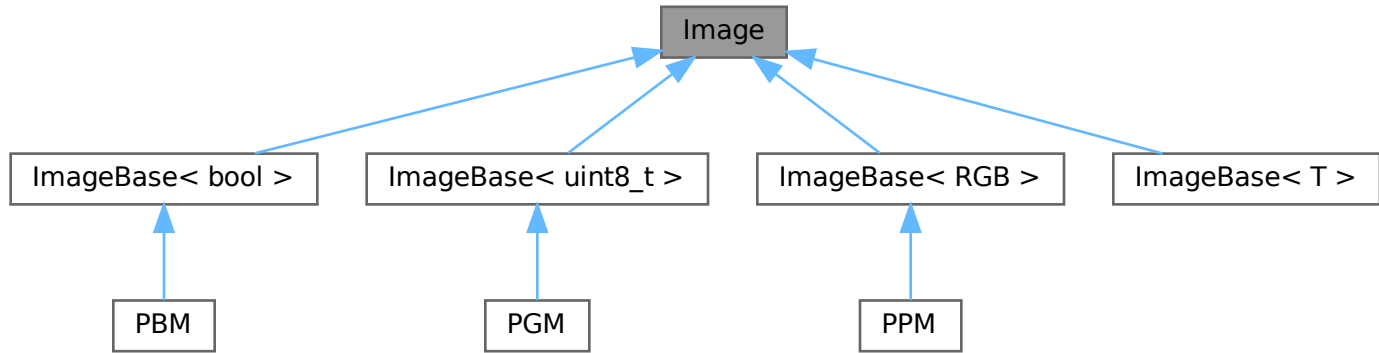 Image
ImageBase< bool >
ImageBase< uint8_t >
ImageBase< RGB >
ImageBase< T >
PBM
PGM
PPM